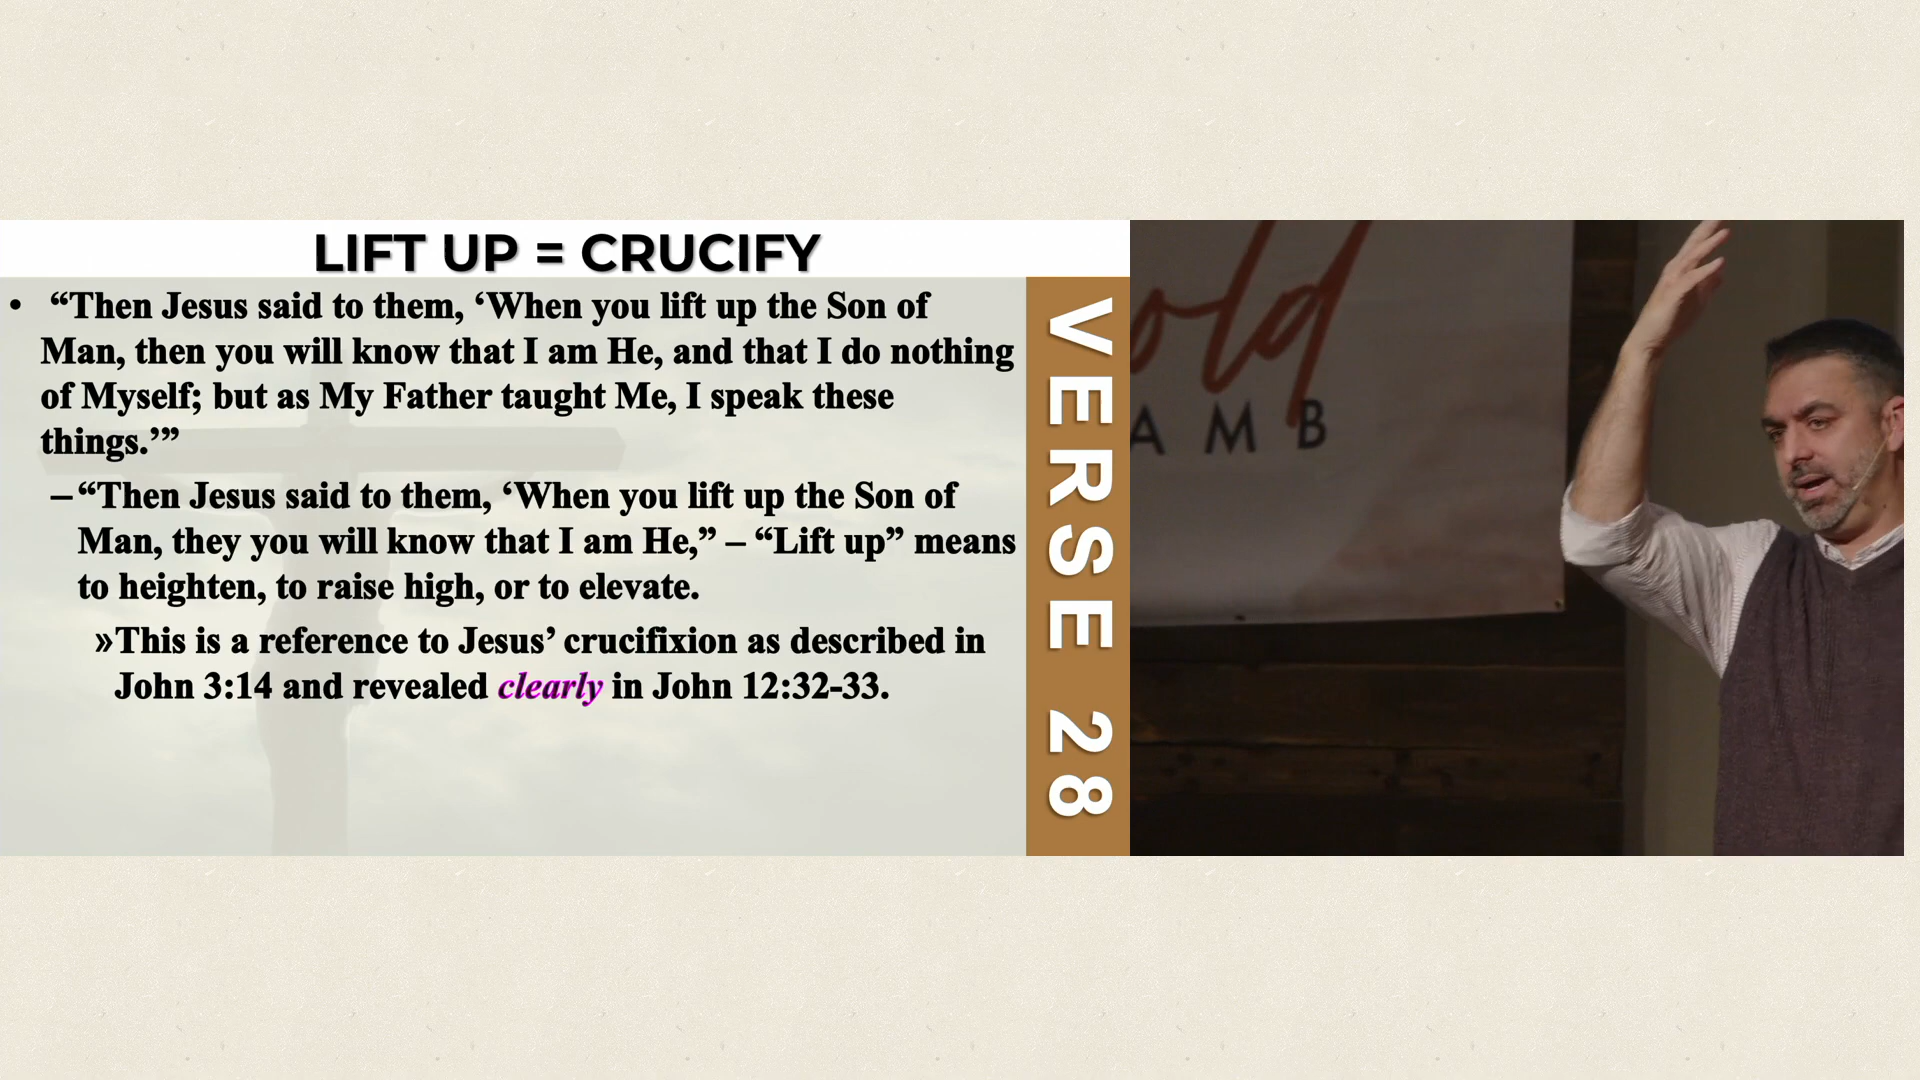 LIFT UP = CRUCIFY
• “Then Jesus said to them, ‘When you lift up the Son of
Man, then you will know that I am He, and that I do nothing
of Myself; but as My Father taught Me, I speak these
things.’”
–“Then Jesus said to them, ‘When you lift up the Son of
Man, they you will know that I am He,” – “Lift up” means
to heighten, to raise high, or to elevate.
»This is a reference to Jesus’ crucifixion as described in
John 3:14 and revealed clearly in John 12:32-33.
VERSE 28
old
AMB